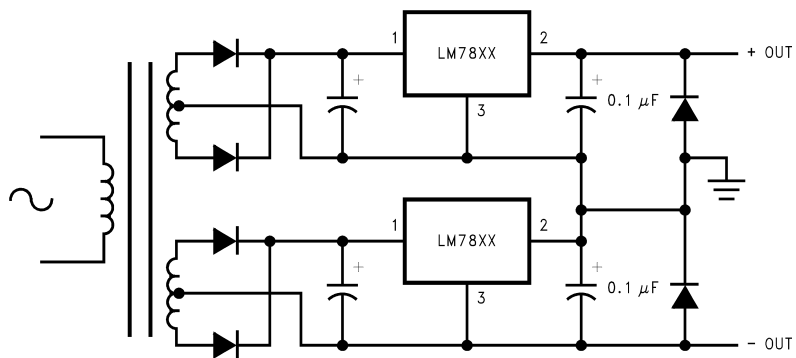 1 LM78XX 2 + OUT
+ + 0.1 μF
3
1 LM78XX 2
+ + 0.1 μF
3
− OUT